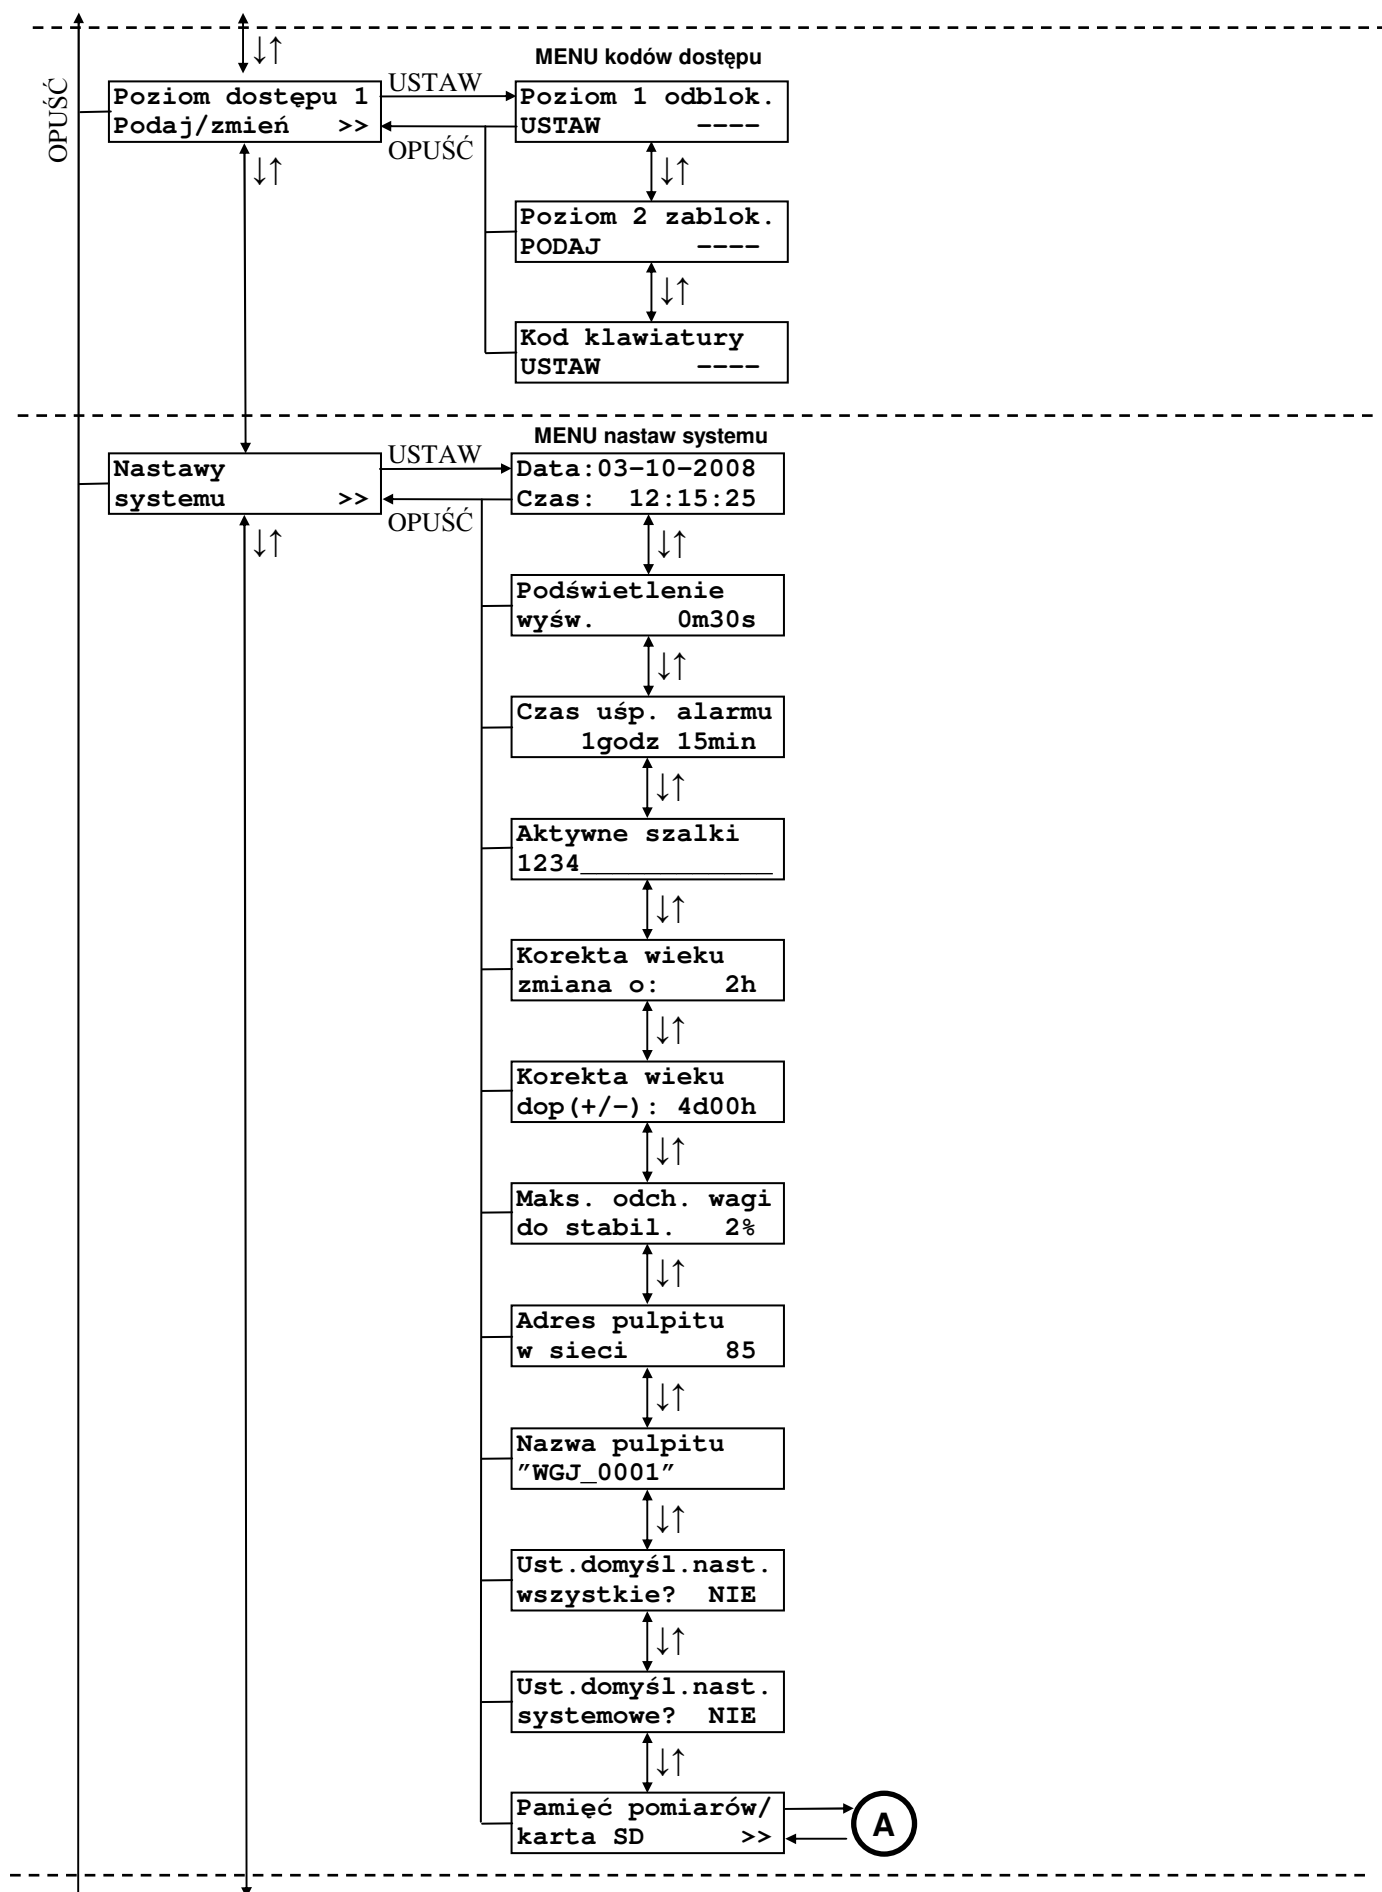 ↓↑
MENU kodów dostępu
OPUŚĆ
Poziom dostępu 1
Podaj/zmień >>
USTAW
OPUŚĆ
Poziom 1 odblok.
USTAW ----
↓↑
↓↑
Poziom 2 zablok.
PODAJ ----
↓↑
Kod klawiatury
USTAW ----
MENU nastaw systemu
Nastawy
systemu >>
USTAW
OPUŚĆ
Data:03-10-2008
Czas: 12:15:25
↓↑
↓↑
Podświetlenie
wyśw. 0m30s
↓↑
Czas uśp. alarmu
1godz 15min
↓↑
Aktywne szalki
1234____________
↓↑
Korekta wieku
zmiana o: 2h
↓↑
Korekta wieku
dop(+/-): 4d00h
↓↑
Maks. odch. wagi
do stabil. 2%
↓↑
Adres pulpitu
w sieci 85
↓↑
Nazwa pulpitu
"WGJ_0001"
↓↑
Ust.domyśl.nast.
wszystkie? NIE
↓↑
Ust.domyśl.nast.
systemowe? NIE
↓↑
Pamięć pomiarów/
karta SD >>
A